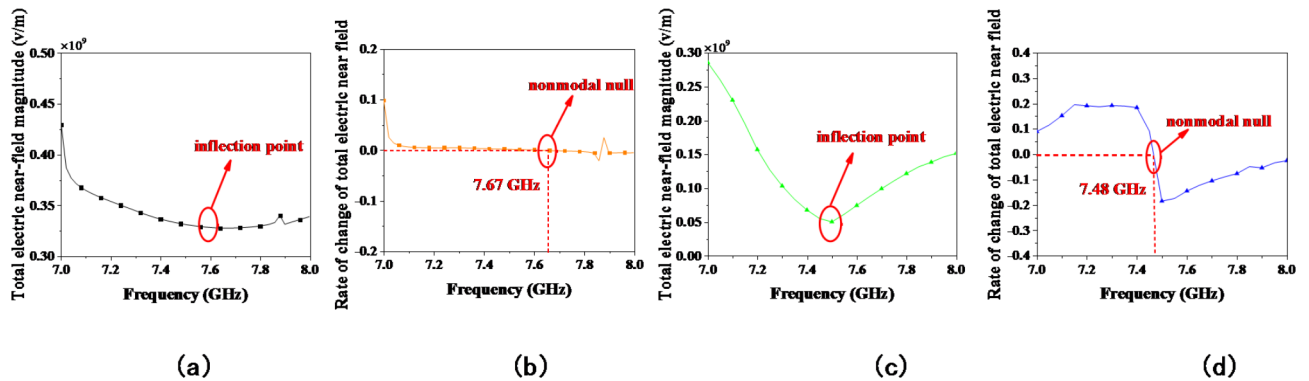 Total electric near-field magnitude (v/m)
×10⁹
0.50
0.45
0.40
0.35
0.30
7.0 7.2 7.4 7.6 7.8 8.0
Frequency (GHz)
inflection point
(a)
Rate of change of total electric near field
0.2
0.1
0.0
-0.1
-0.2
7.0 7.2 7.4 7.6 7.8 8.0
Frequency (GHz)
nonmodal null
7.67 GHz
(b)
Total electric near-field magnitude (v/m)
×10⁹
0.30
0.25
0.20
0.15
0.10
0.05
0.00
7.0 7.2 7.4 7.6 7.8 8.0
Frequency (GHz)
inflection point
(c)
Rate of change of total electric near field
0.4
0.3
0.2
0.1
0.0
-0.1
-0.2
-0.3
-0.4
7.0 7.2 7.4 7.6 7.8 8.0
Frequency (GHz)
nonmodal null
7.48 GHz
(d)